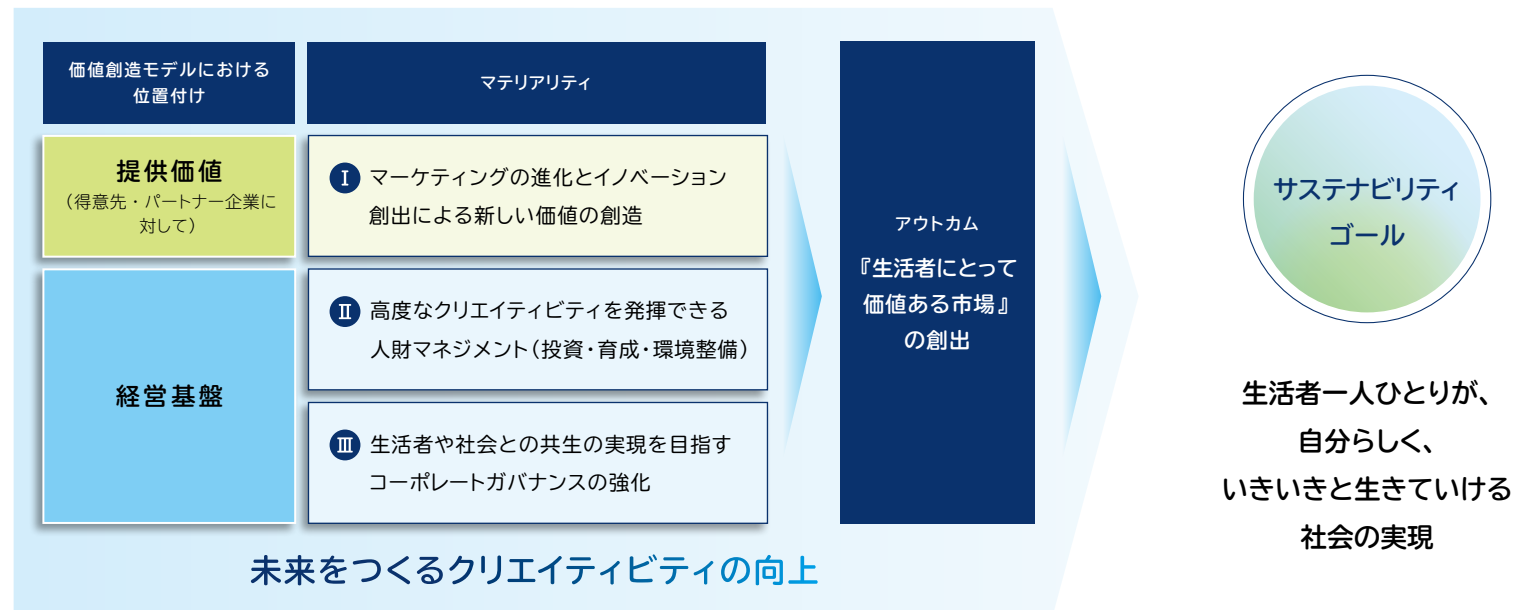 価値創造モデルにおける
位置付け
マテリアリティ
提供価値
（得意先・パートナー企業に
対して）
Ⅰ マーケティングの進化とイノベーション
創出による新しい価値の創造
経営基盤
Ⅱ 高度なクリエイティビティを発揮できる
人財マネジメント（投資・育成・環境整備）
Ⅲ 生活者や社会との共生の実現を目指す
コーポレートガバナンスの強化
未来をつくるクリエイティビティの向上
アウトカム
『生活者にとって
価値ある市場』
の創出
サステナビリティ
ゴール
生活者一人ひとりが、
自分らしく、
いきいきと生きていける
社会の実現